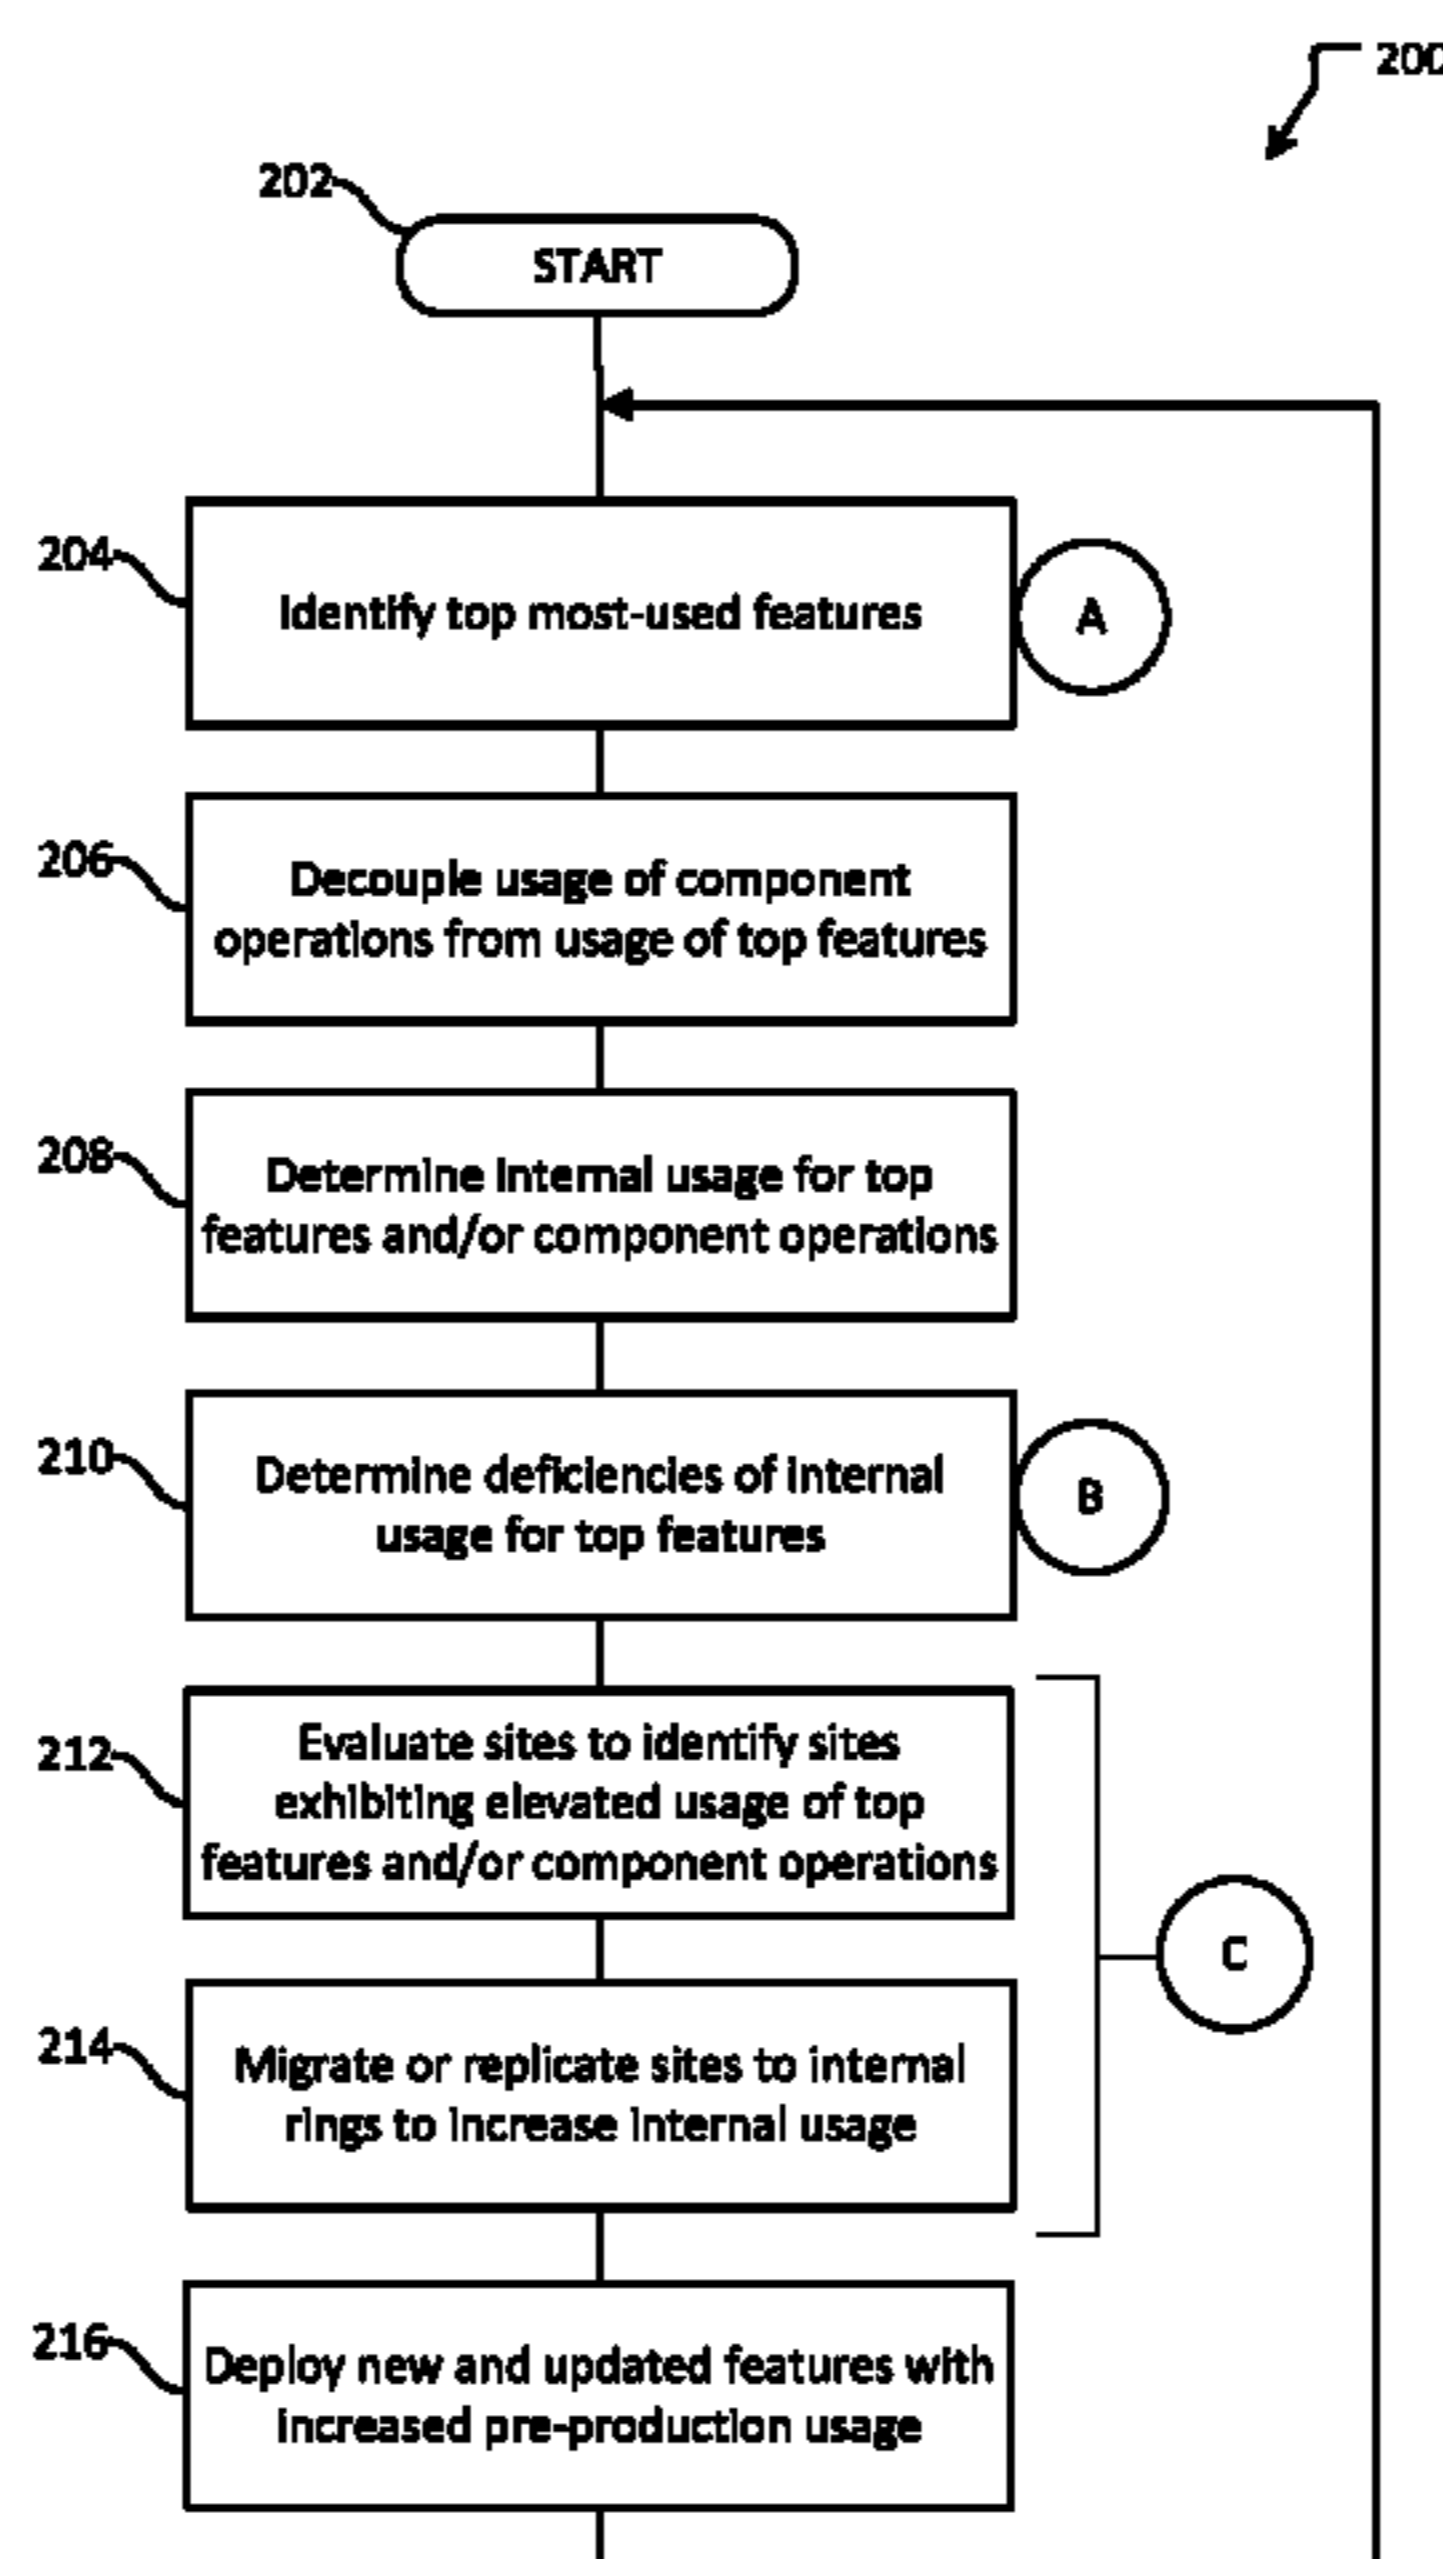 200
202
START
204
Identify top most-used features
A
206
Decouple usage of component
operations from usage of top features
208
Determine internal usage for top
features and/or component operations
210
Determine deficiencies of internal
usage for top features
B
212
Evaluate sites to identify sites
exhibiting elevated usage of top
features and/or component operations
C
214
Migrate or replicate sites to internal
rings to increase internal usage
216
Deploy new and updated features with
increased pre-production usage